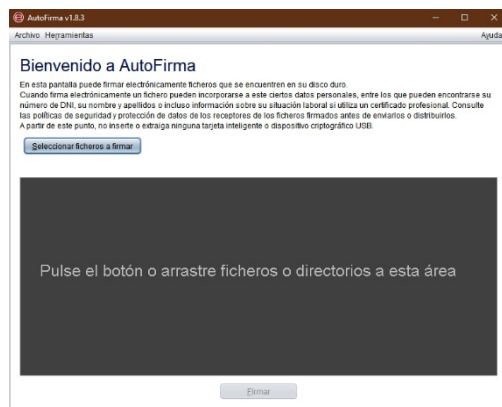 AutoFirma v1.8.3
Archivo Herramientas Ayuda
Bienvenido a AutoFirma
En esta pantalla puede firmar electrónicamente ficheros que se encuentren en su disco duro.
Cuando firma electrónicamente un fichero pueden incorporarse a este ciertos datos personales, entre los que pueden encontrarse su
número de DNI, su nombre y apellidos o incluso información sobre su situación laboral si utiliza un certificado profesional. Consulte
las políticas de seguridad y protección de datos de los receptores de los ficheros firmados antes de enviarlos o distribuirlos.
A partir de este punto, no inserte o extraiga ninguna tarjeta inteligente o dispositivo criptográfico USB.
Seleccionar ficheros a firmar
Pulse el botón o arrastre ficheros o directorios a esta área
Firmar